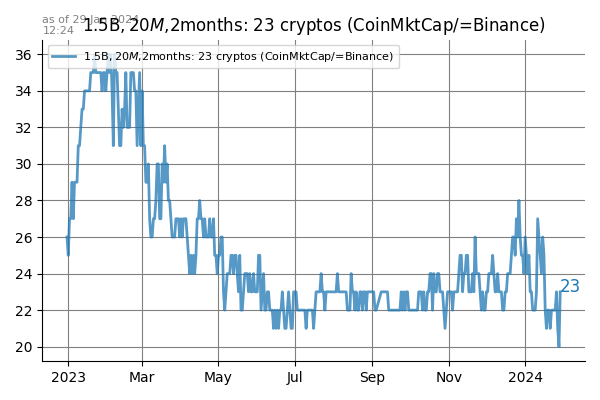 as of 29 Jan 2024
12:24
1.5B, 20M,2months: 23 cryptos (CoinMktCap/=Binance)
1.5B, 20M,2months: 23 cryptos (CoinMktCap/=Binance)
36
34
32
30
28
26
24
22
20
23
2023
Mar
May
Jul
Sep
Nov
2024